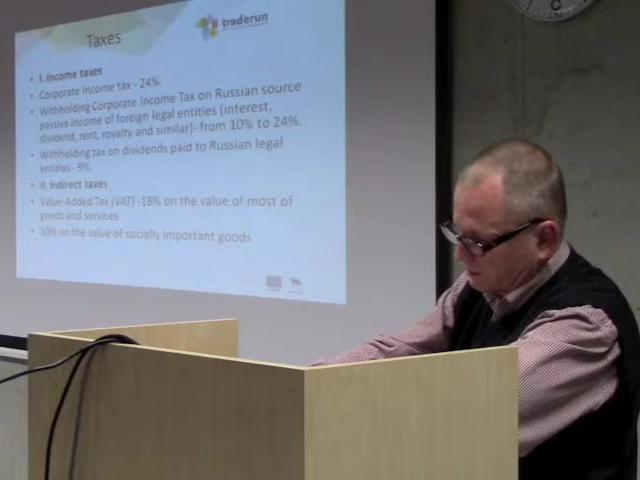 Taxes
traderun
• I. Income taxes
• Corporate Income tax - 24%.
• Withholding Corporate Income Tax on Russian source
passive income of foreign legal entities (interest,
dividend, rent, royalty and similar)- from 10% to 24%.
• Withholding tax on dividends paid to Russian legal
entities - 9%.
• II. Indirect taxes
• Value-Added Tax (VAT) -18% on the value of most of
goods and services
• 10% on the value of socially important goods